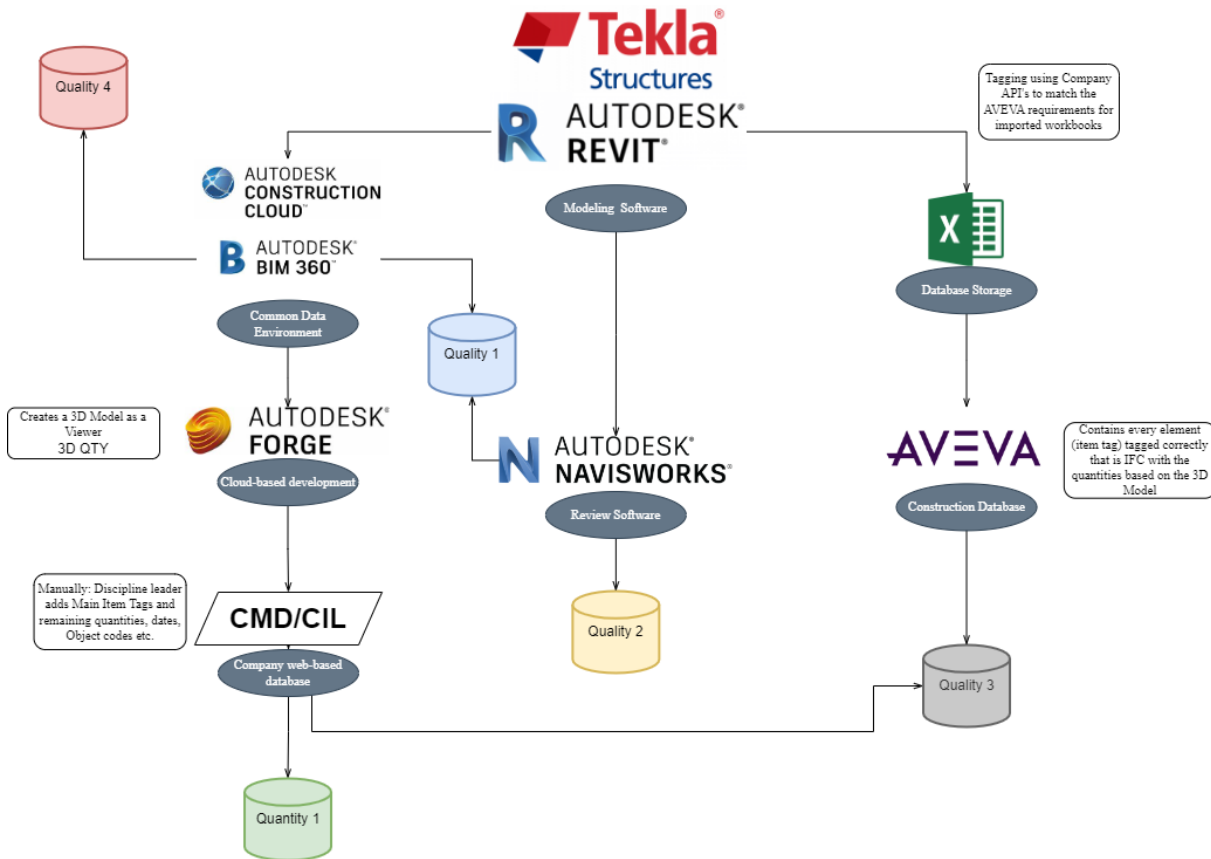 Tekla®
Structures
AUTODESK®
REVIT®
Modeling Software
Quality 4
Tagging using Company
API's to match the
AVEVA requirements for
imported workbooks
AUTODESK
CONSTRUCTION
CLOUD™
AUTODESK®
BIM 360™
Common Data
Environment
Database Storage
Quality 1
Creates a 3D Model as a
Viewer
3D QTY
AUTODESK®
FORGE
Cloud-based development
AUTODESK®
NAVISWORKS®
Review Software
AVEVA
Construction Database
Contains every element
(item tag) tagged correctly
that is IFC with the
quantities based on the 3D
Model
Manually: Discipline leader
adds Main Item Tags and
remaining quantities, dates,
Object codes etc.
CMD/CIL
Company web-based
database
Quality 2
Quality 3
Quantity 1